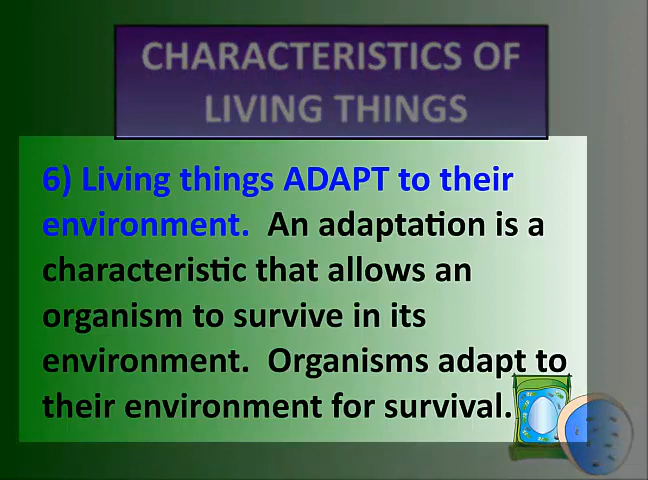 CHARACTERISTICS OF
LIVING THINGS
6) Living things ADAPT to their
environment.  An adaptation is a
characteristic that allows an
organism to survive in its
environment.  Organisms adapt to
their environment for survival.